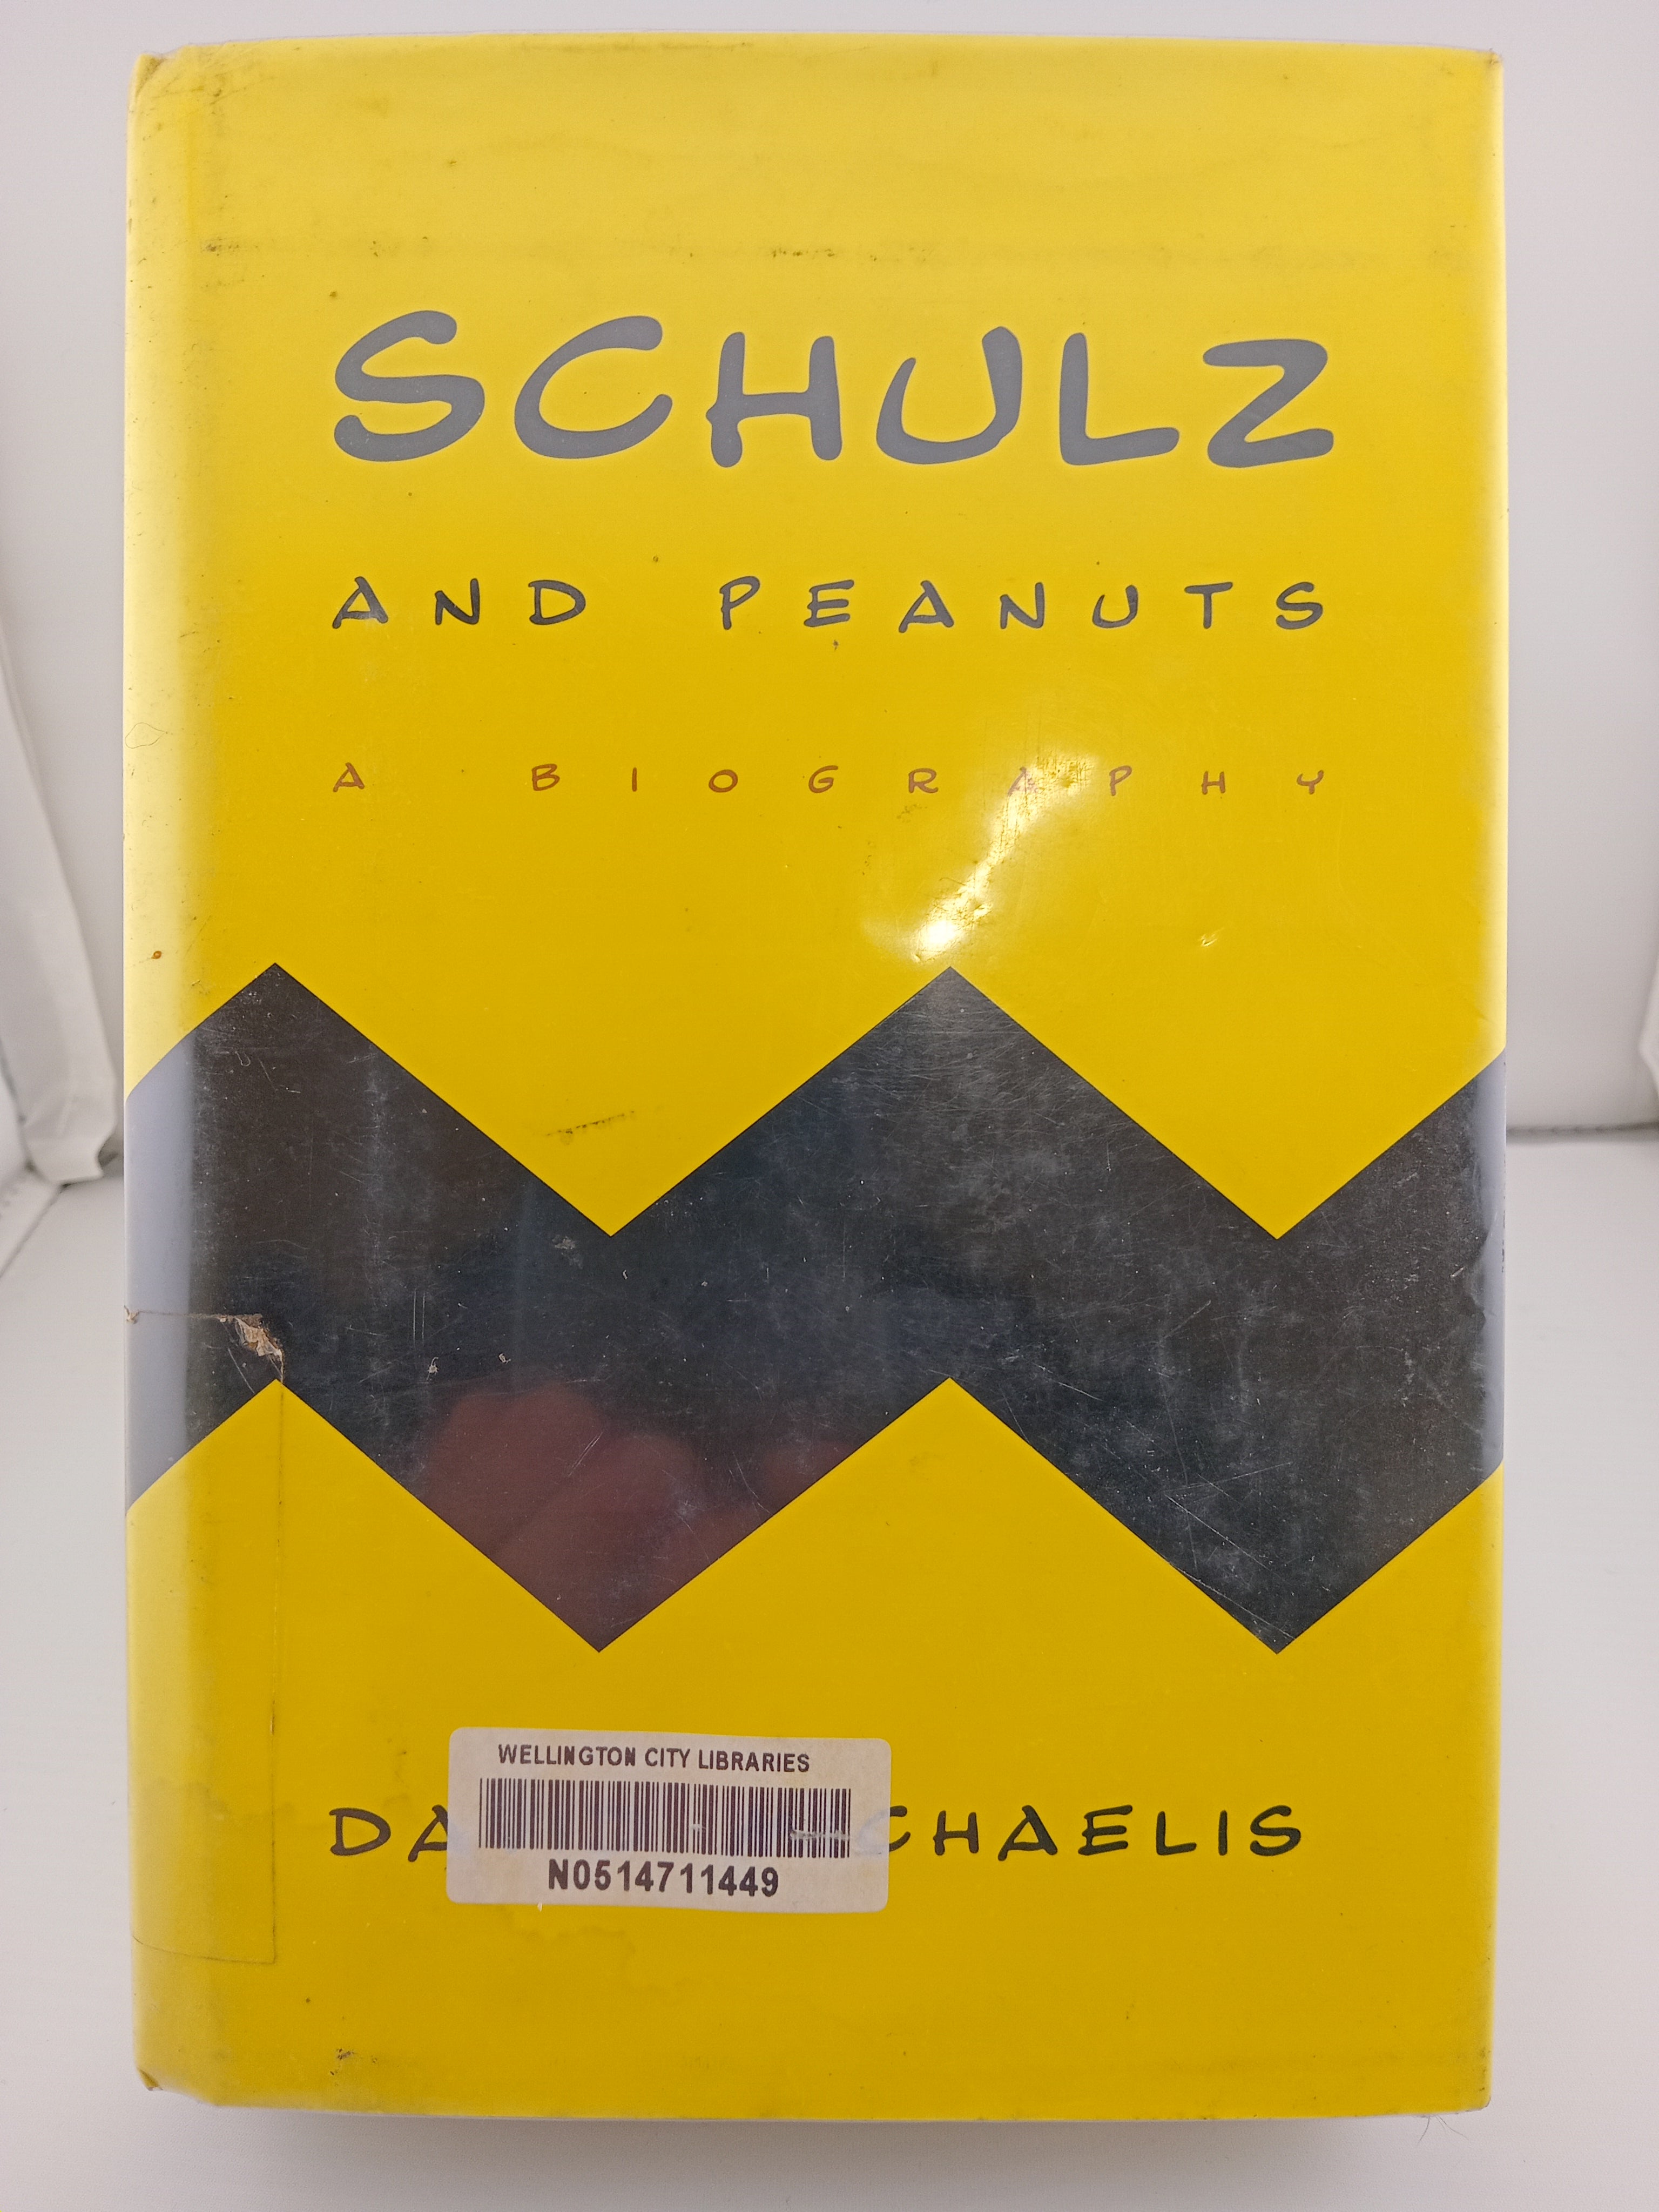 SCHULZ
AND PEANUTS
A BIOGRAPHY
WELLINGTON CITY LIBRARIES
DA CHAELIS
N0514711449